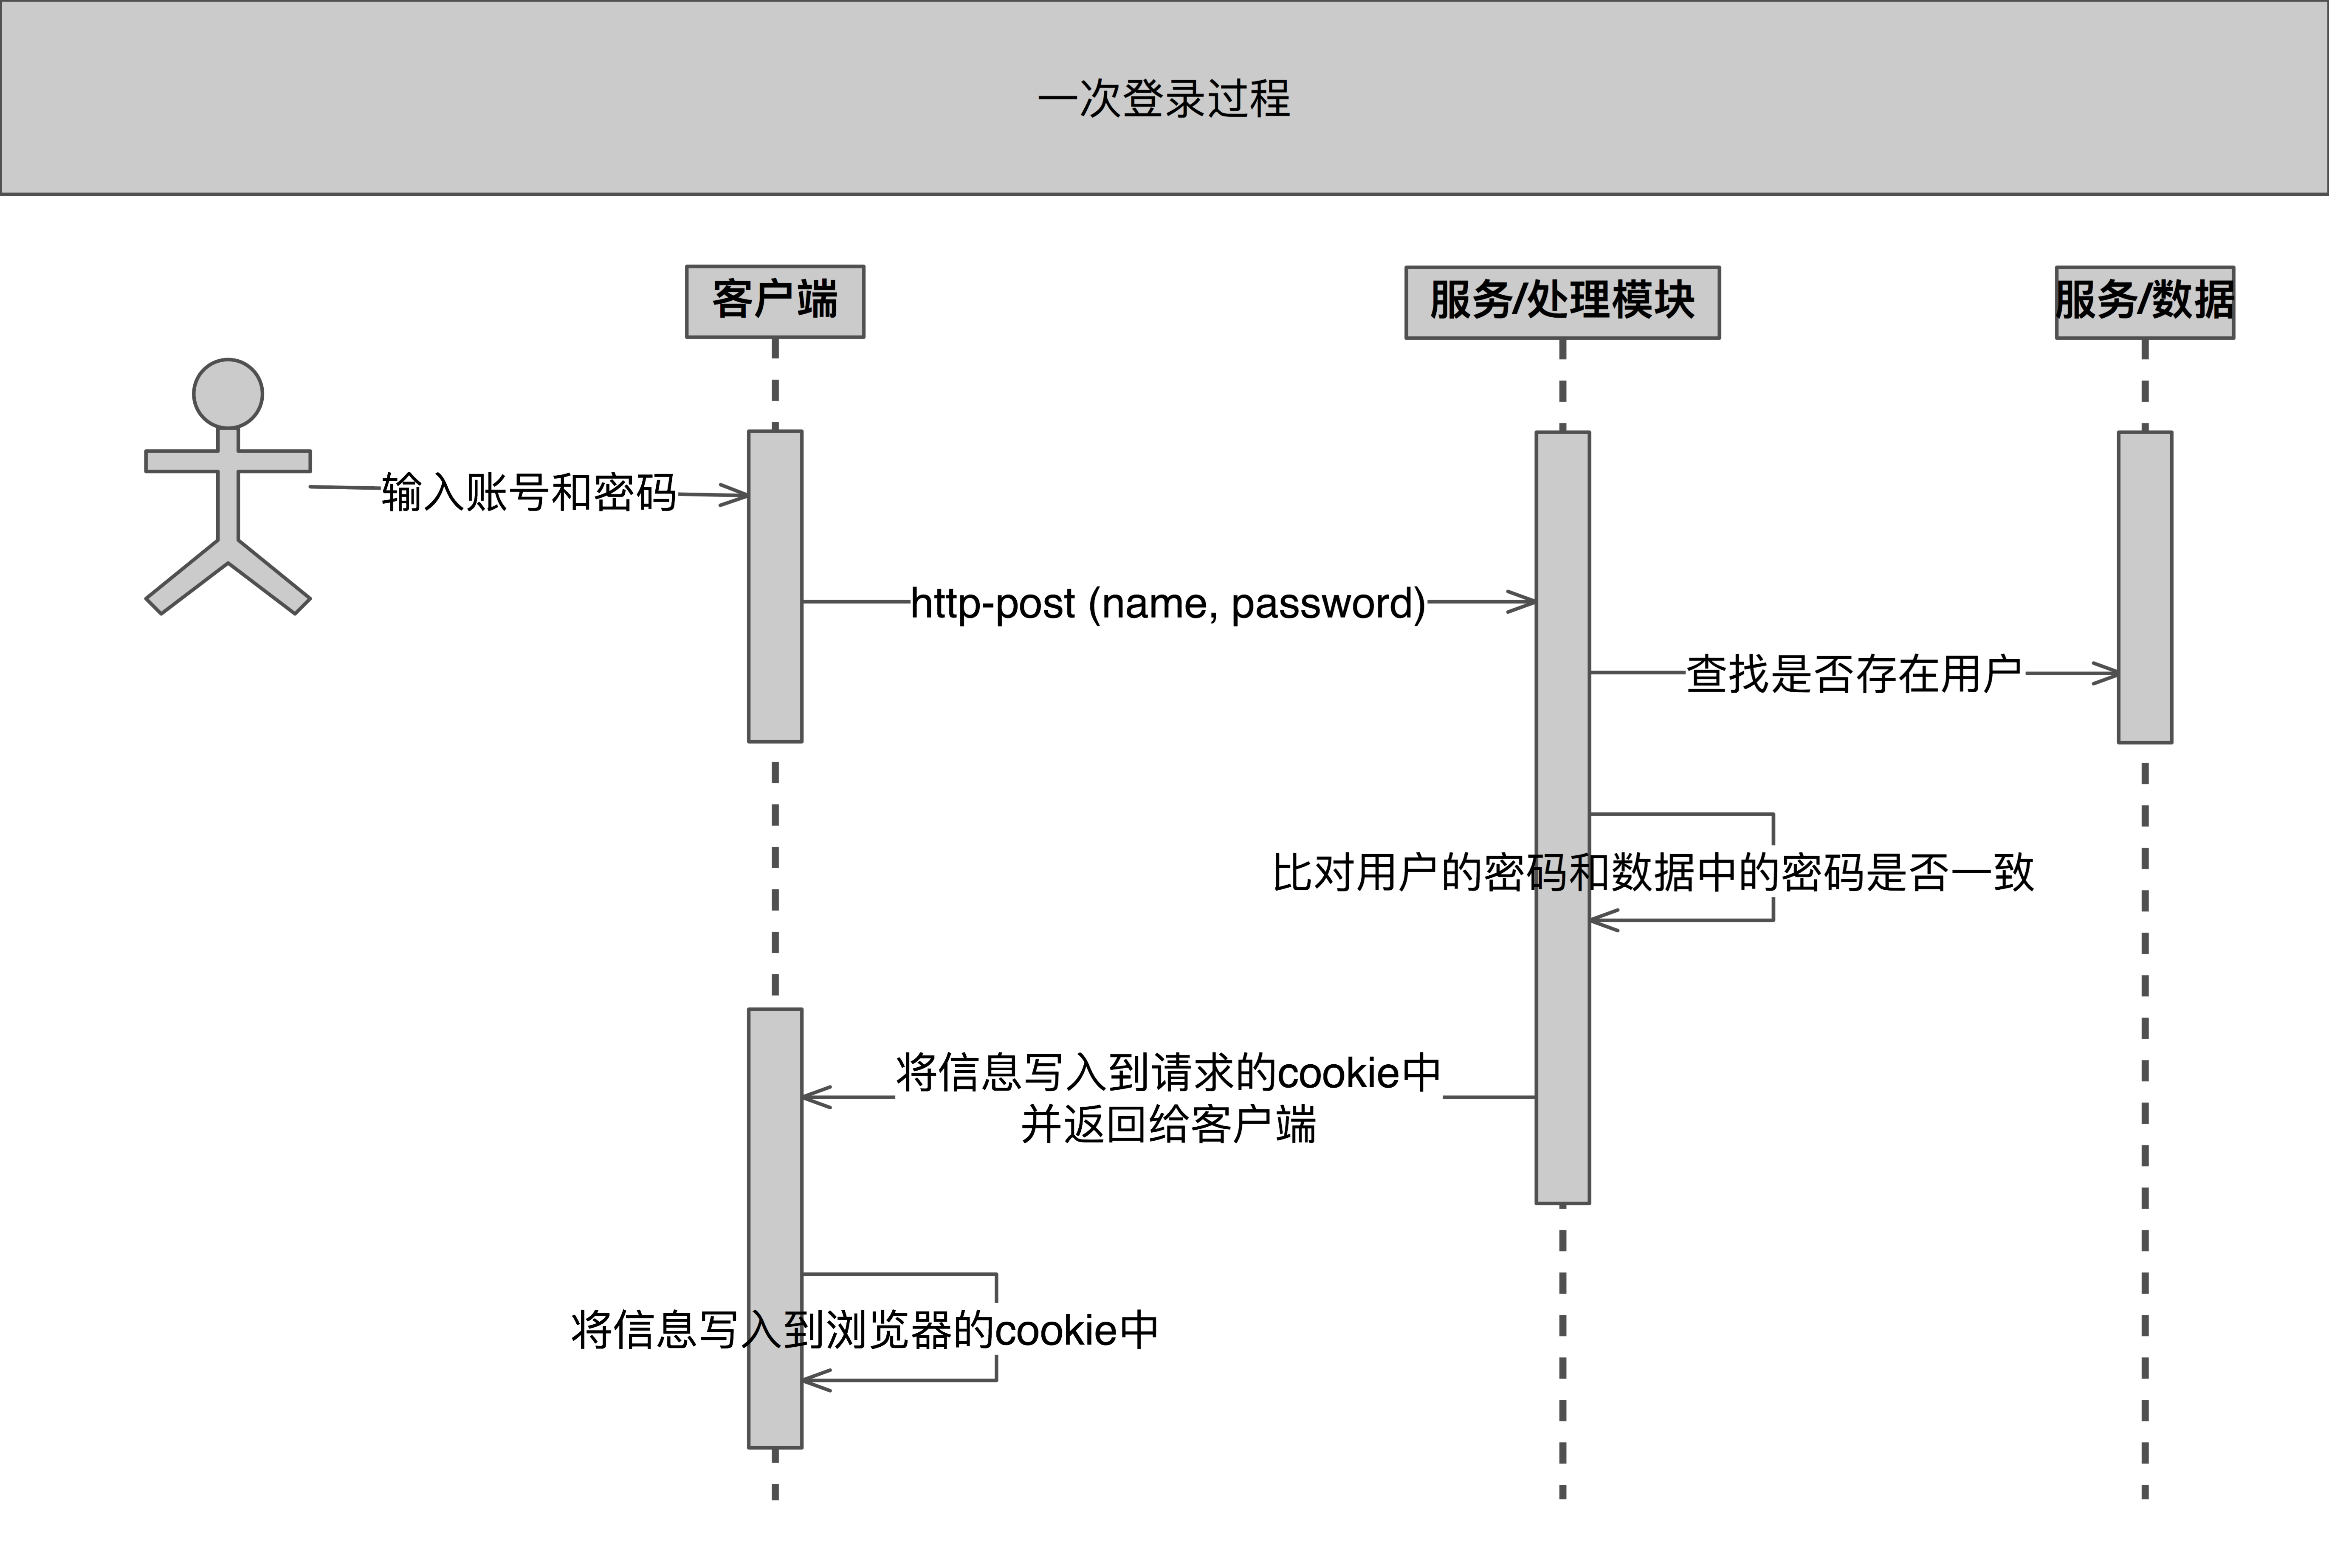 一次登录过程
客户端
服务/处理模块
服务/数据
输入账号和密码
http-post (name, password)
查找是否存在用户
比对用户的密码和数据中的密码是否一致
将信息写入到请求的cookie中
并返回给客户端
将信息写入到浏览器的cookie中